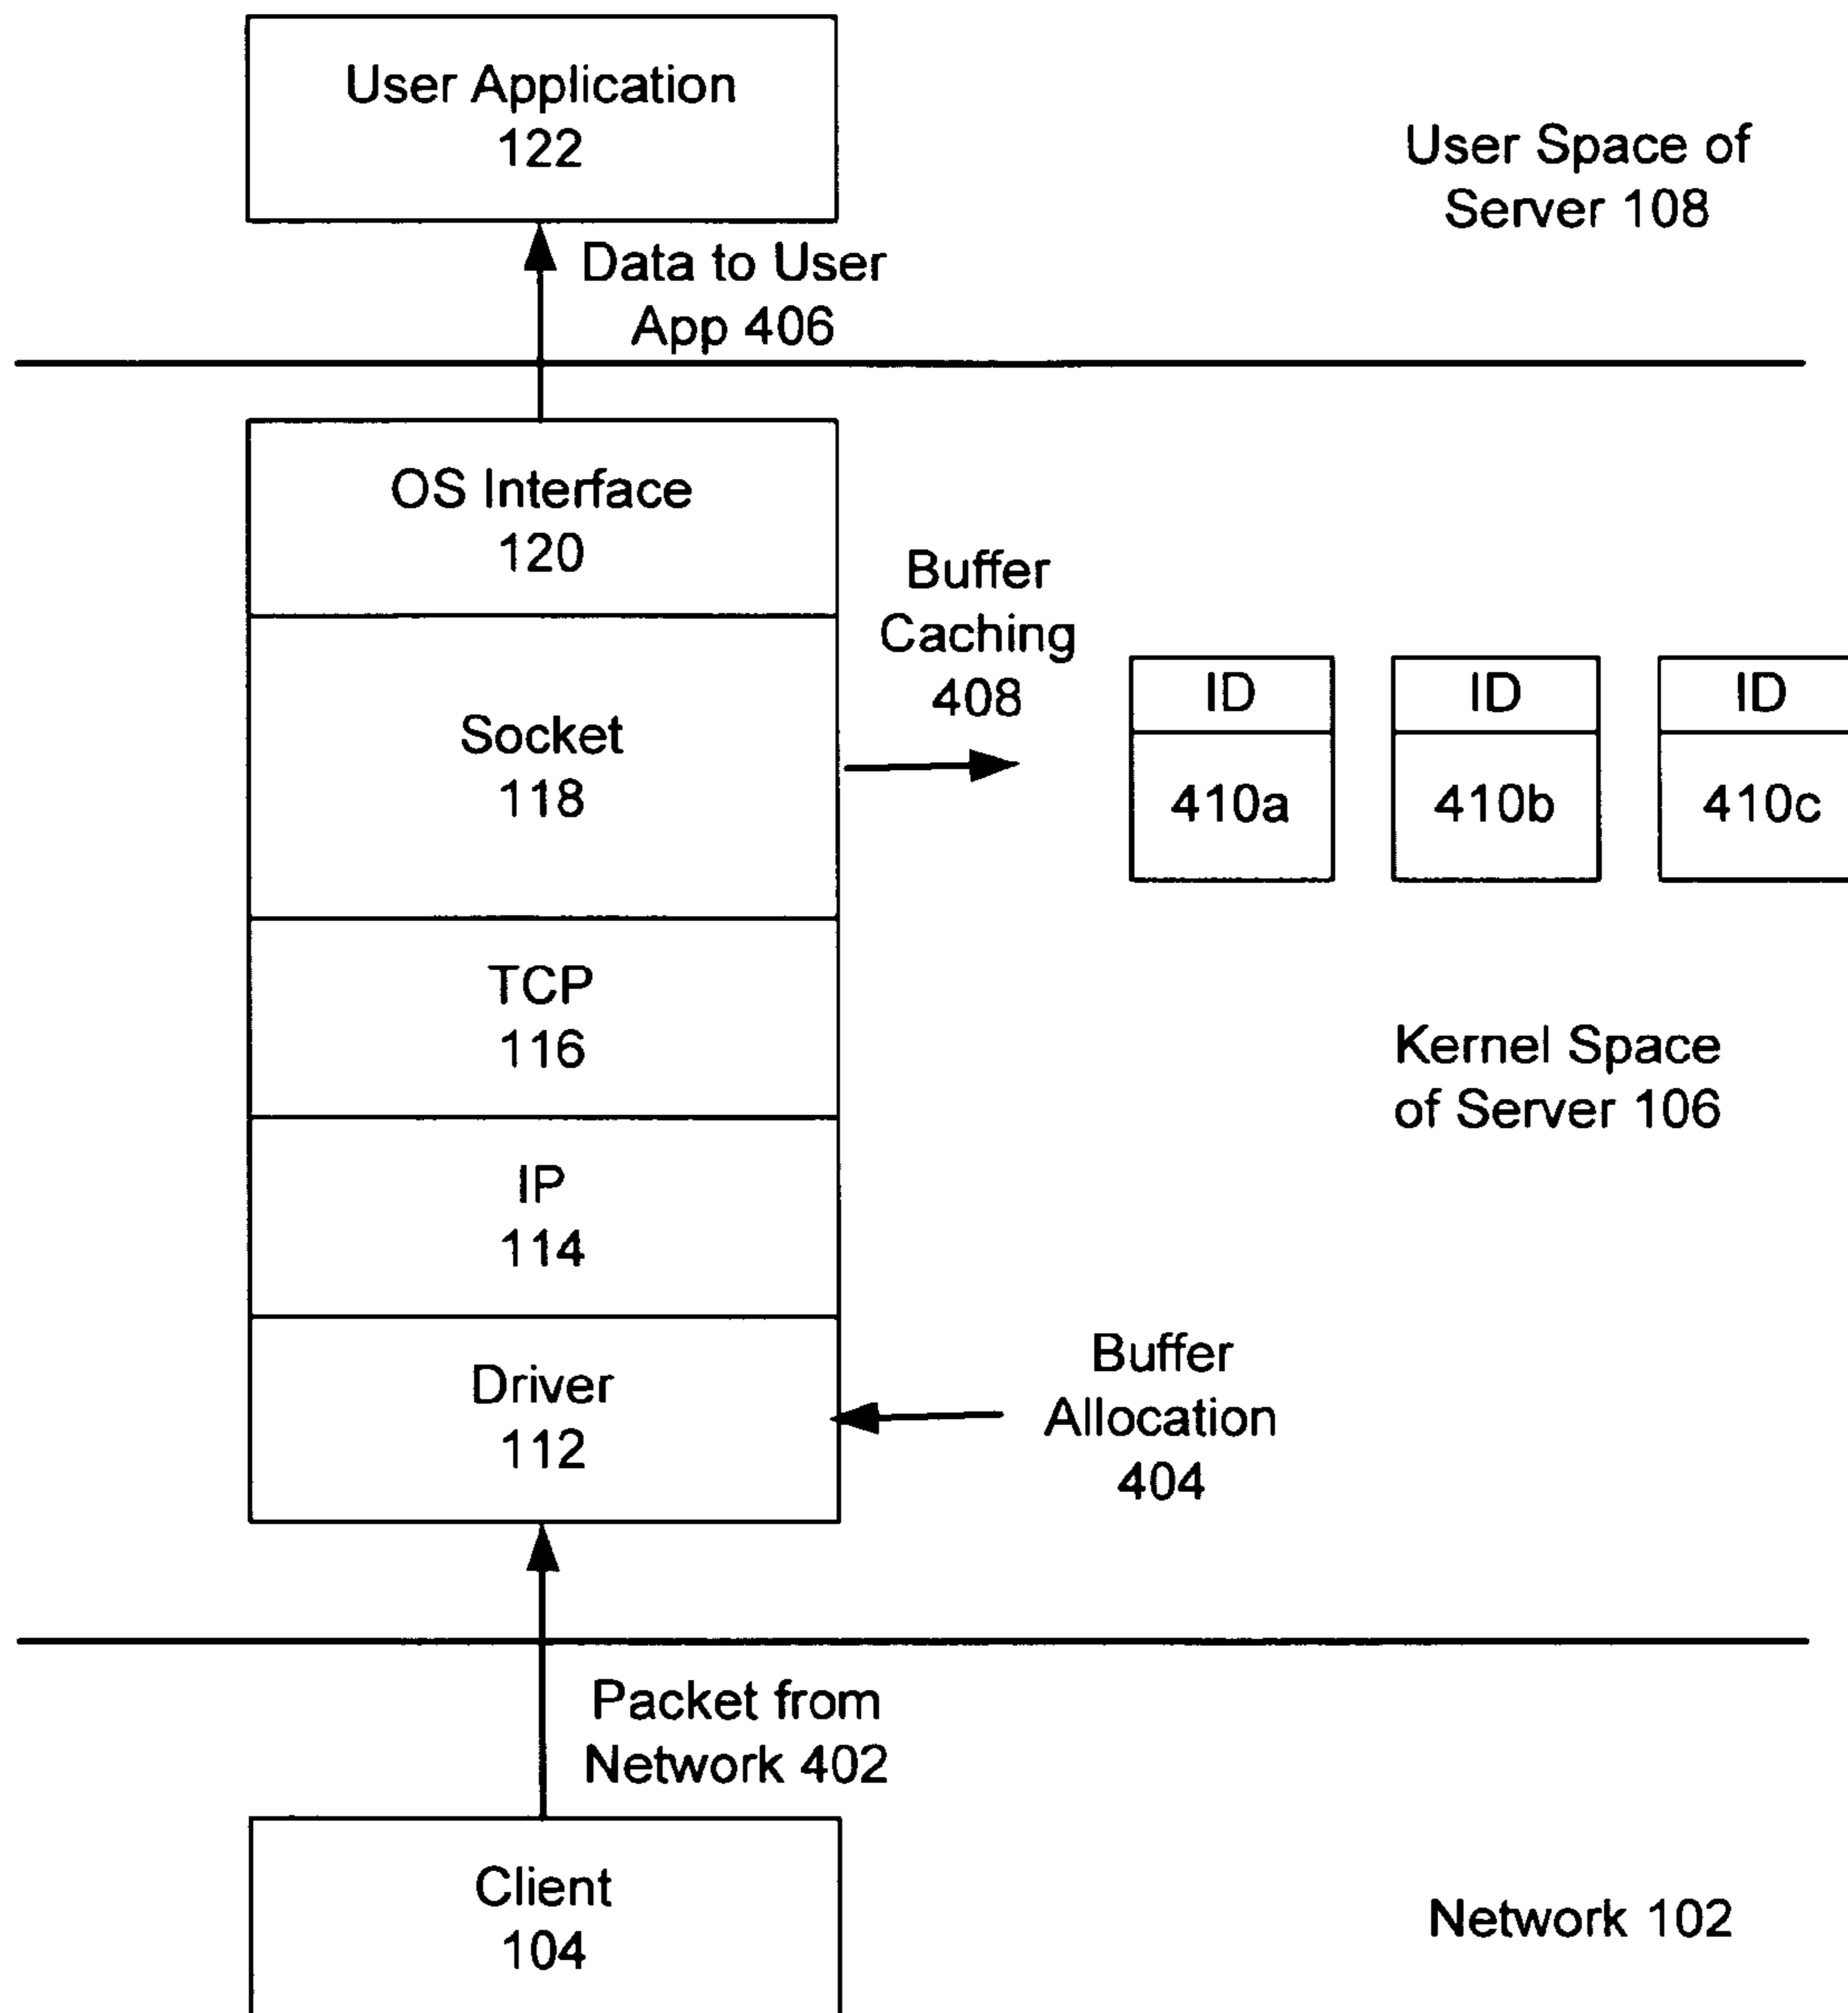 User Application
122
User Space of
Server 108
Data to User
App 406
OS Interface
120
Buffer
Caching
408
Socket
118
ID
ID
ID
410a
410b
410c
TCP
116
Kernel Space
of Server 106
IP
114
Driver
112
Buffer
Allocation
404
Packet from
Network 402
Client
104
Network 102